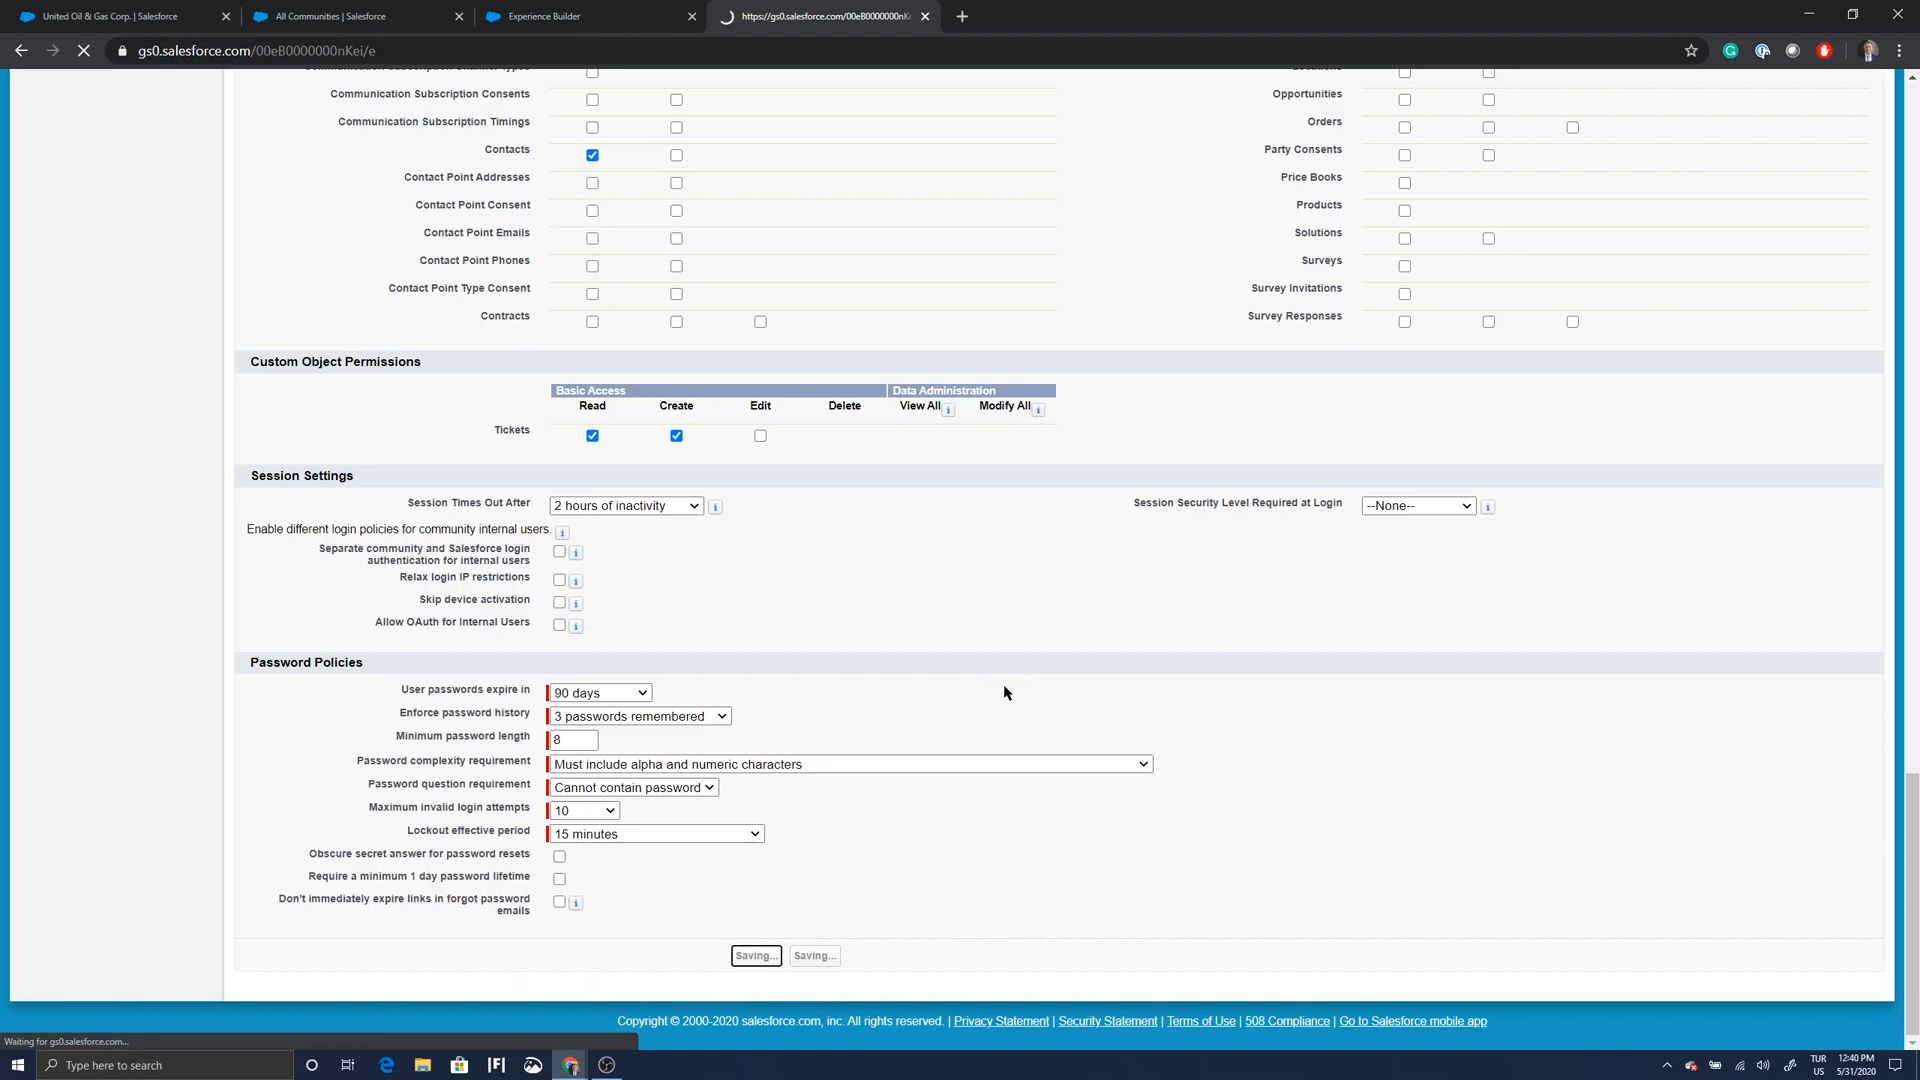 United Oil & Gas Corp. | Salesforce
All Communities | Salesforce
Experience Builder
https://gs0.salesforce.com/00eB0000000nKei
gs0.salesforce.com/00eB0000000nKei/e
Communication Subscription Channel Types
Locations
Communication Subscription Consents
Opportunities
Communication Subscription Timings
Orders
Contacts
Party Consents
Contact Point Addresses
Price Books
Contact Point Consent
Products
Contact Point Emails
Solutions
Contact Point Phones
Surveys
Contact Point Type Consent
Survey Invitations
Contracts
Survey Responses
Custom Object Permissions
Basic Access Data Administration
Read Create Edit Delete View All Modify All
Tickets
Session Settings
Session Times Out After 2 hours of inactivity
Session Security Level Required at Login --None--
Enable different login policies for community internal users.
Separate community and Salesforce login
authentication for internal users
Relax login IP restrictions
Skip device activation
Allow OAuth for Internal Users
Password Policies
User passwords expire in 90 days
Enforce password history 3 passwords remembered
Minimum password length 8
Password complexity requirement Must include alpha and numeric characters
Password question requirement Cannot contain password
Maximum invalid login attempts 10
Lockout effective period 15 minutes
Obscure secret answer for password resets
Require a minimum 1 day password lifetime
Don't immediately expire links in forgot password
emails
Saving... Saving...
Copyright © 2000-2020 salesforce.com, inc. All rights reserved. | Privacy Statement | Security Statement | Terms of Use | 508 Compliance | Go to Salesforce mobile app
Waiting for gs0.salesforce.com...
Type here to search
TUR
US
12:40 PM
5/31/2020